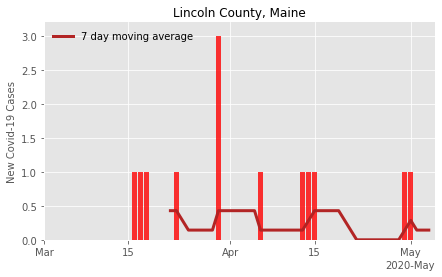 Lincoln County, Maine
7 day moving average
New Covid-19 Cases
3.0
2.5
2.0
1.5
1.0
0.5
0.0
Mar
15
Apr
15
May
2020-May